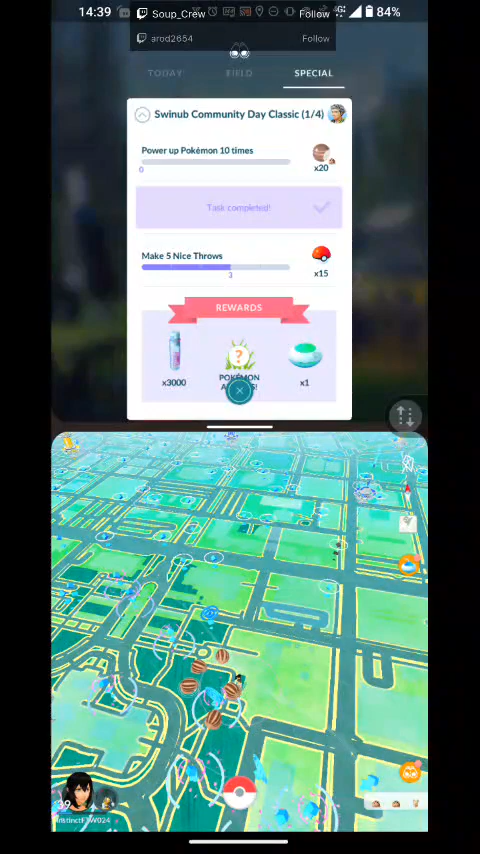 14:39
Soup_Crew
Follow
84%
arod2654
Follow
TODAY
FIELD
SPECIAL
Swinub Community Day Classic (1/4)
Power up Pokémon 10 times
0
x20
Task completed!
Make 5 Nice Throws
3
x15
REWARDS
?
x3000
POKÉMON
x1
39